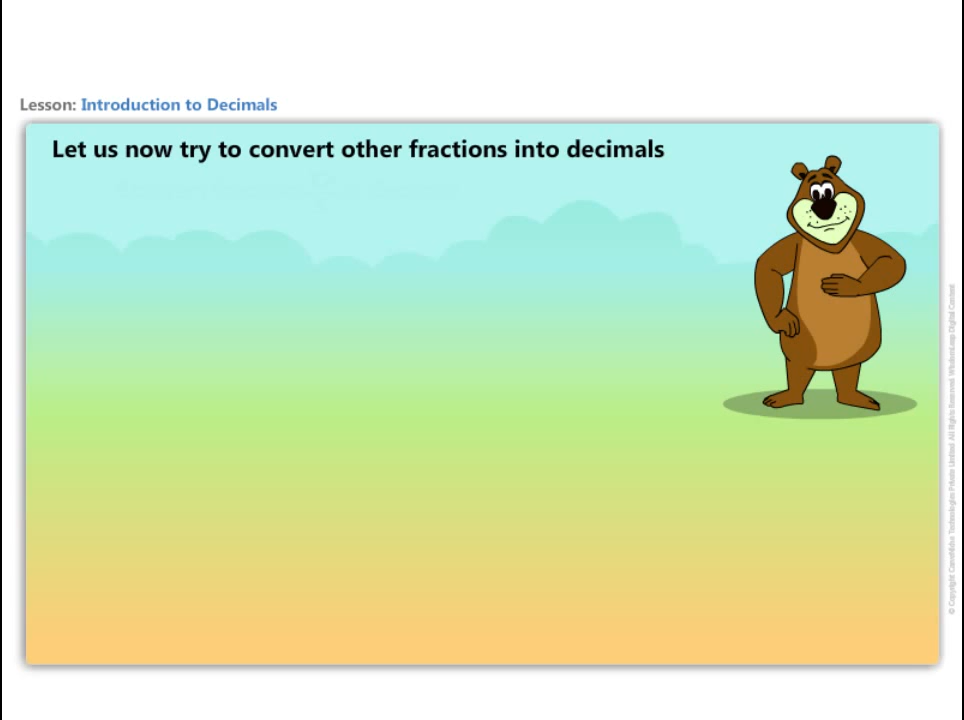 Lesson: Introduction to Decimals
Let us now try to convert other fractions into decimals